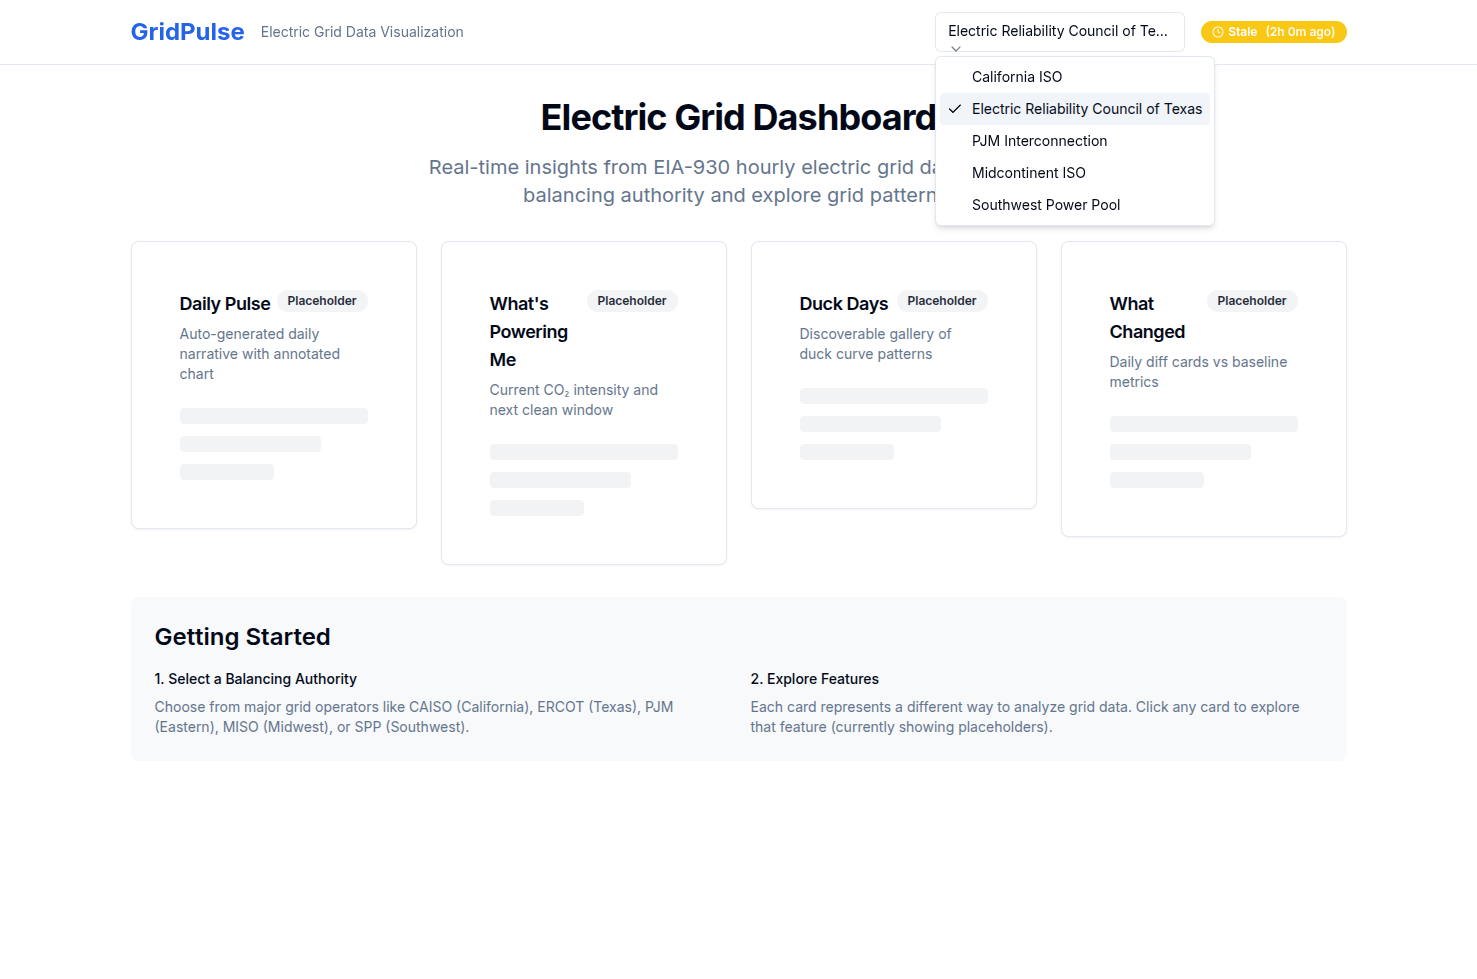 GridPulse
Electric Grid Data Visualization
Electric Reliability Council of Te...
Stale (2h 0m ago)
California ISO
Electric Reliability Council of Texas
PJM Interconnection
Midcontinent ISO
Southwest Power Pool
Electric Grid Dashboard
Real-time insights from EIA-930 hourly electric grid
balancing authority and explore grid
Daily Pulse
Placeholder
Auto-generated daily
narrative with annotated
chart
What's
Powering
Me
Placeholder
Current CO₂ intensity and
next clean window
Duck Days
Placeholder
Discoverable gallery of
duck curve patterns
What
Changed
Placeholder
Daily diff cards vs baseline
metrics
Getting Started
1. Select a Balancing Authority
Choose from major grid operators like CAISO (California), ERCOT (Texas), PJM
(Eastern), MISO (Midwest), or SPP (Southwest).
2. Explore Features
Each card represents a different way to analyze grid data. Click any card to explore
that feature (currently showing placeholders).